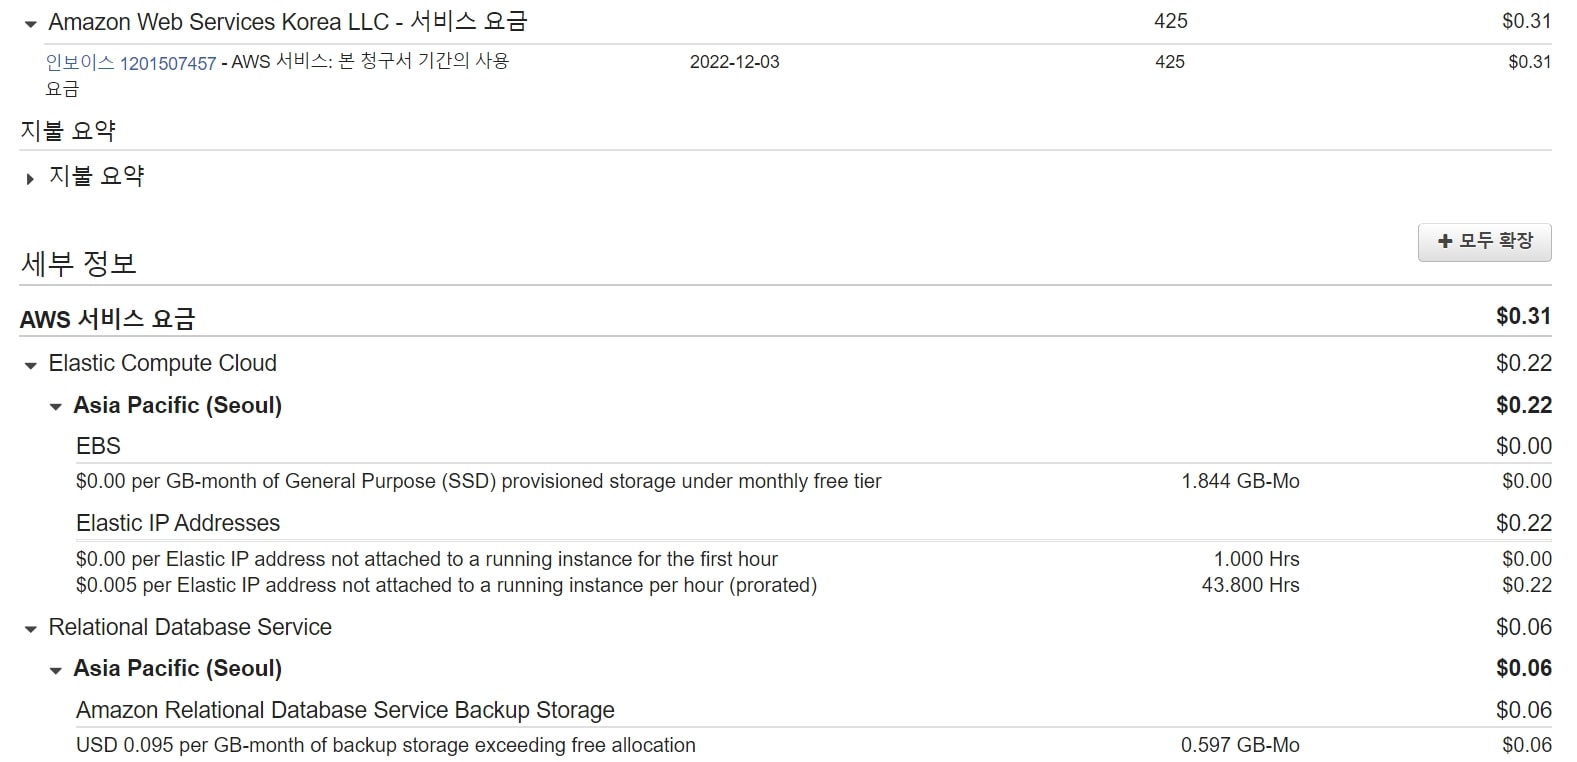 Amazon Web Services Korea LLC - 서비스 요금 425 $0.31
인보이스 1201507457 - AWS 서비스: 본 청구서 기간의 사용 2022-12-03 425 $0.31
요금
지불 요약
지불 요약
+ 모두 확장
세부 정보
AWS 서비스 요금 $0.31
Elastic Compute Cloud $0.22
Asia Pacific (Seoul) $0.22
EBS $0.00
$0.00 per GB-month of General Purpose (SSD) provisioned storage under monthly free tier 1.844 GB-Mo $0.00
Elastic IP Addresses $0.22
$0.00 per Elastic IP address not attached to a running instance for the first hour 1.000 Hrs $0.00
$0.005 per Elastic IP address not attached to a running instance per hour (prorated) 43.800 Hrs $0.22
Relational Database Service $0.06
Asia Pacific (Seoul) $0.06
Amazon Relational Database Service Backup Storage $0.06
USD 0.095 per GB-month of backup storage exceeding free allocation 0.597 GB-Mo $0.06